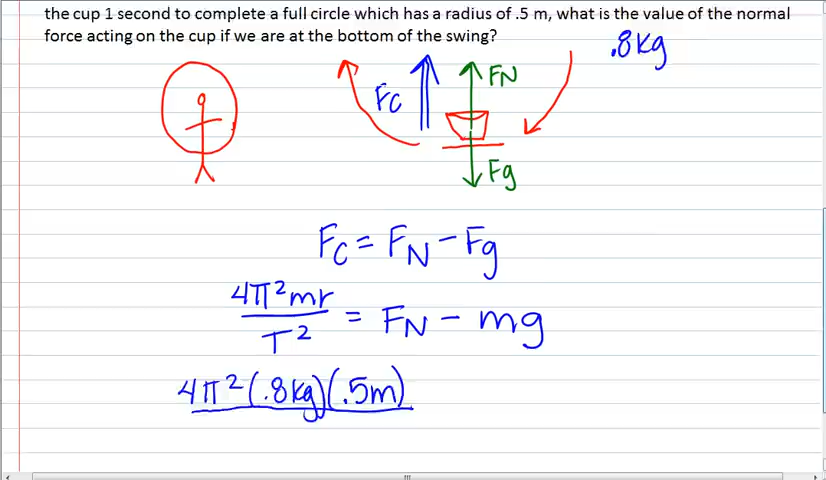 the cup 1 second to complete a full circle which has a radius of .5 m, what is the value of the normal
force acting on the cup if we are at the bottom of the swing?
.8kg
FC
FN
Fg
FC = FN - Fg
4π²mr / T² = FN - mg
4π²(.8kg)(.5m)